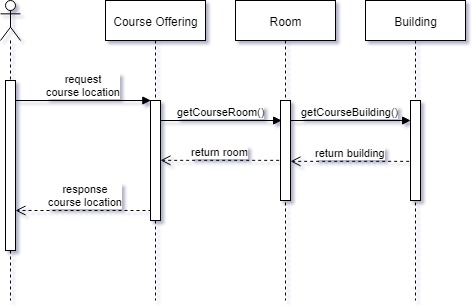 Course Offering
Room
Building
request
course location
getCourseRoom()
getCourseBuilding()
return room
return building
response
course location